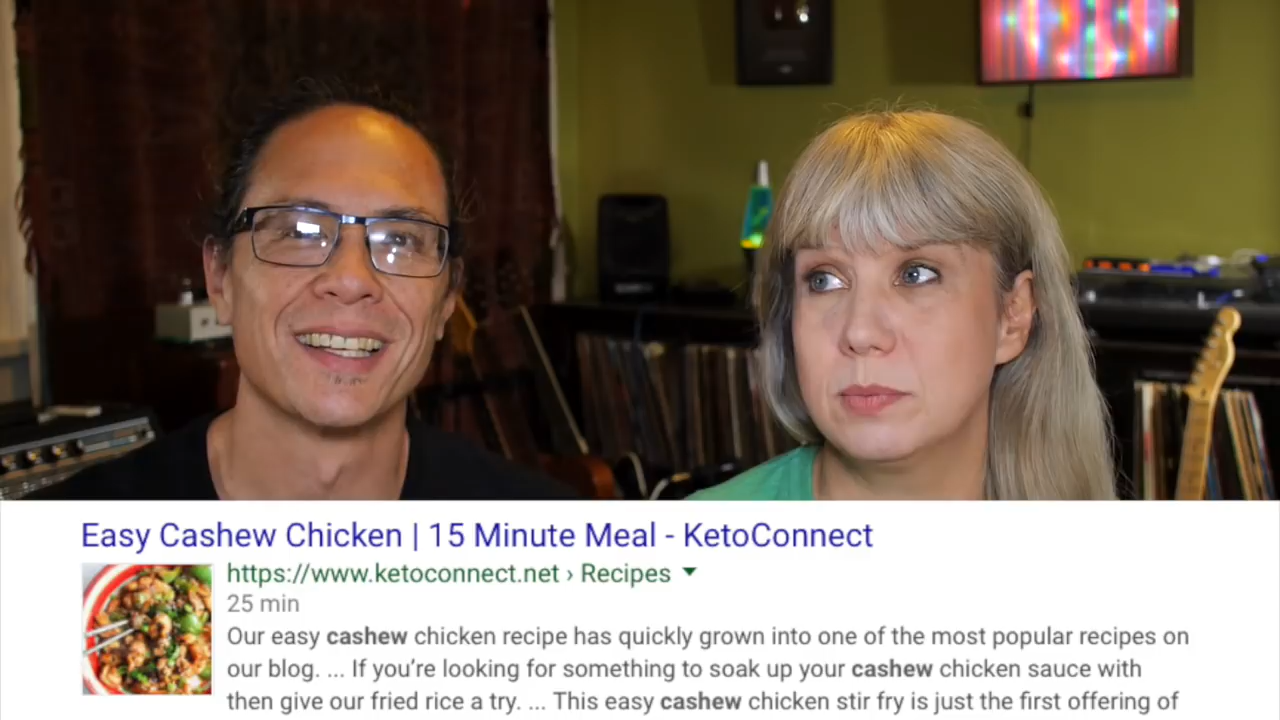 Easy Cashew Chicken | 15 Minute Meal - KetoConnect
https://www.ketoconnect.net › Recipes
25 min
Our easy cashew chicken recipe has quickly grown into one of the most popular recipes on
our blog. ... If you’re looking for something to soak up your cashew chicken sauce with
then give our fried rice a try. ... This easy cashew chicken stir fry is just the first offering of